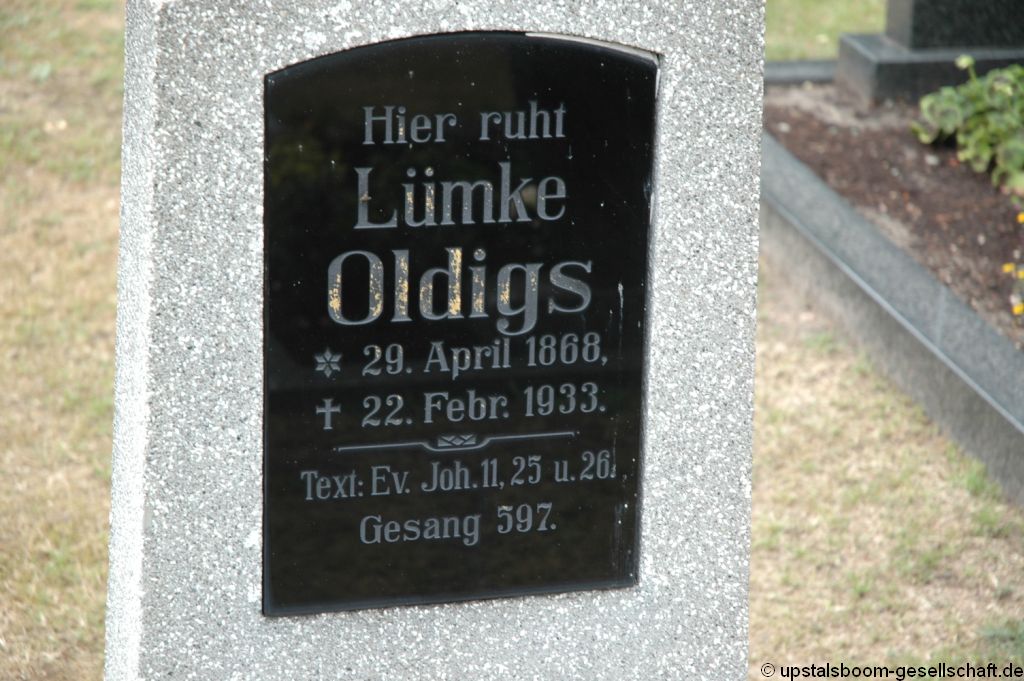 Hier ruht
Lümke
Oldigs
* 29. April 1868,
† 22. Febr. 1933.
Text: Ev. Joh. 11, 25 u. 26.
Gesang 597.
© upstalsboom-gesellschaft.de